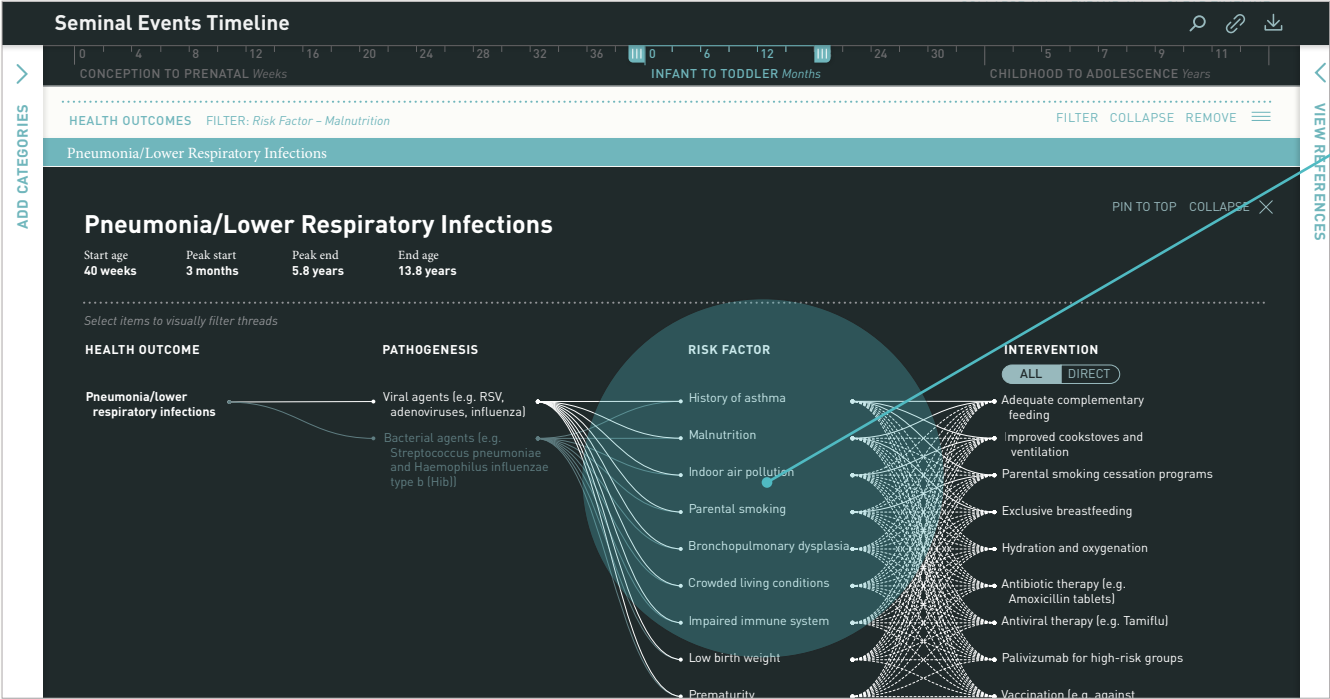 Seminal Events Timeline
0 4 8 12 16 20 24 28 32 36 0 6 12 24 30 5 7 9 11
CONCEPTION TO PRENATAL Weeks
INFANT TO TODDLER Months
CHILDHOOD TO ADOLESCENCE Years
ADD CATEGORIES
VIEW REFERENCES
HEALTH OUTCOMES FILTER: Risk Factor – Malnutrition
FILTER COLLAPSE REMOVE
Pneumonia/Lower Respiratory Infections
PIN TO TOP COLLAPSE
Pneumonia/Lower Respiratory Infections
Start age
40 weeks
Peak start
3 months
Peak end
5.8 years
End age
13.8 years
Select items to visually filter threads
HEALTH OUTCOME
Pneumonia/lower
respiratory infections
PATHOGENESIS
Viral agents (e.g. RSV,
adenoviruses, influenza)
Bacterial agents (e.g.
Streptococcus pneumoniae
and Haemophilus influenzae
type b (Hib))
RISK FACTOR
History of asthma
Malnutrition
Indoor air pollution
Parental smoking
Bronchopulmonary dysplasia
Crowded living conditions
Impaired immune system
Low birth weight
Prematurity
INTERVENTION
ALL DIRECT
Adequate complementary
feeding
Improved cookstoves and
ventilation
Parental smoking cessation programs
Exclusive breastfeeding
Hydration and oxygenation
Antibiotic therapy (e.g.
Amoxicillin tablets)
Antiviral therapy (e.g. Tamiflu)
Palivizumab for high-risk groups
Vaccination (e.g. against